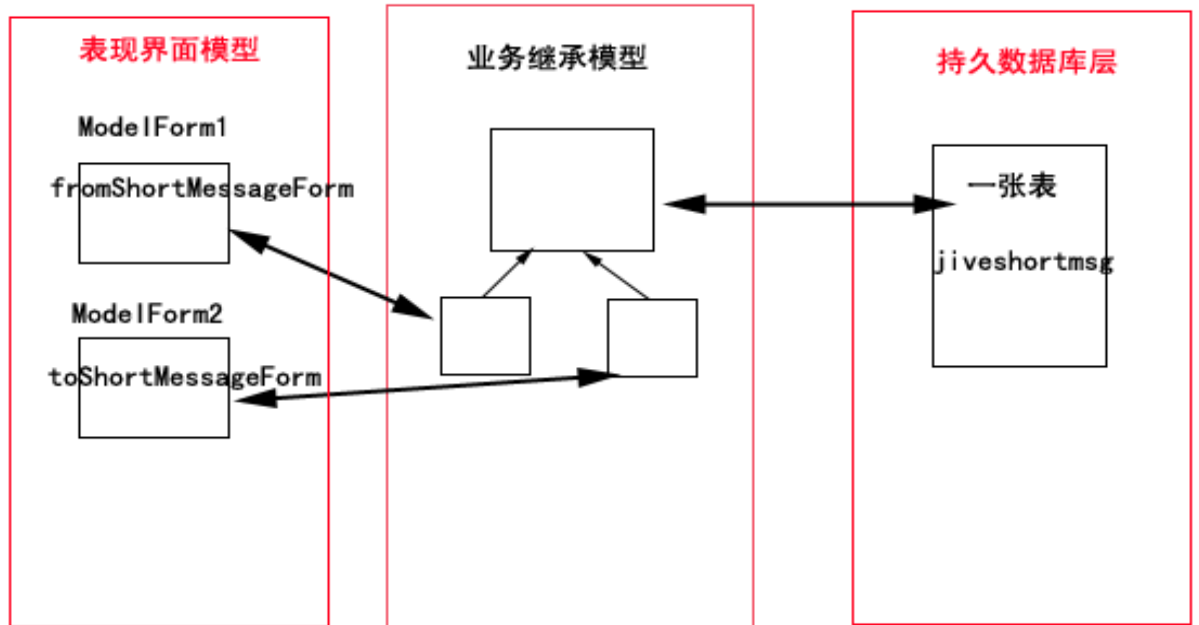 表现界面模型
ModelForm1
fromShortMessageForm
ModelForm2
toShortMessageForm
业务继承模型
持久数据库层
一张表
jiveshortmsg